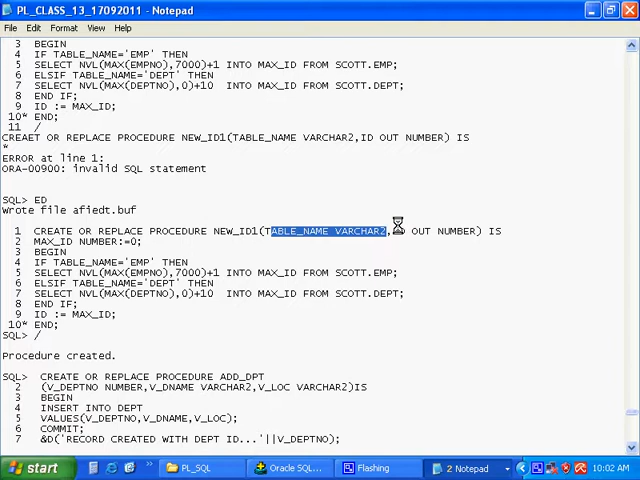 PL_CLASS_13_17092011 - Notepad
File Edit Format View Help
3 BEGIN
4 IF TABLE_NAME='EMP' THEN
5 SELECT NVL(MAX(EMPNO),7000)+1 INTO MAX_ID FROM SCOTT.EMP;
6 ELSIF TABLE_NAME='DEPT' THEN
7 SELECT NVL(MAX(DEPTNO),0)+10 INTO MAX_ID FROM SCOTT.DEPT;
8 END IF;
9 ID := MAX_ID;
10* END;
11 /
CREAET OR REPLACE PROCEDURE NEW_ID1(TABLE_NAME VARCHAR2,ID OUT NUMBER) IS
*
ERROR at line 1:
ORA-00900: invalid SQL statement
SQL> ED
Wrote file afiedt.buf
1 CREATE OR REPLACE PROCEDURE NEW_ID1(TABLE_NAME VARCHAR2, OUT NUMBER) IS
2 MAX_ID NUMBER:=0;
3 BEGIN
4 IF TABLE_NAME='EMP' THEN
5 SELECT NVL(MAX(EMPNO),7000)+1 INTO MAX_ID FROM SCOTT.EMP;
6 ELSIF TABLE_NAME='DEPT' THEN
7 SELECT NVL(MAX(DEPTNO),0)+10 INTO MAX_ID FROM SCOTT.DEPT;
8 END IF;
9 ID := MAX_ID;
10* END;
SQL> /
Procedure created.
SQL> CREATE OR REPLACE PROCEDURE ADD_DPT
2 (V_DEPTNO NUMBER,V_DNAME VARCHAR2,V_LOC VARCHAR2)IS
3 BEGIN
4 INSERT INTO DEPT
5 VALUES(V_DEPTNO,V_DNAME,V_LOC);
6 COMMIT;
7 &D('RECORD CREATED WITH DEPT ID...'||V_DEPTNO);
start PL_SQL Oracle SQL... Flashing 2 Notepad 10:02 AM